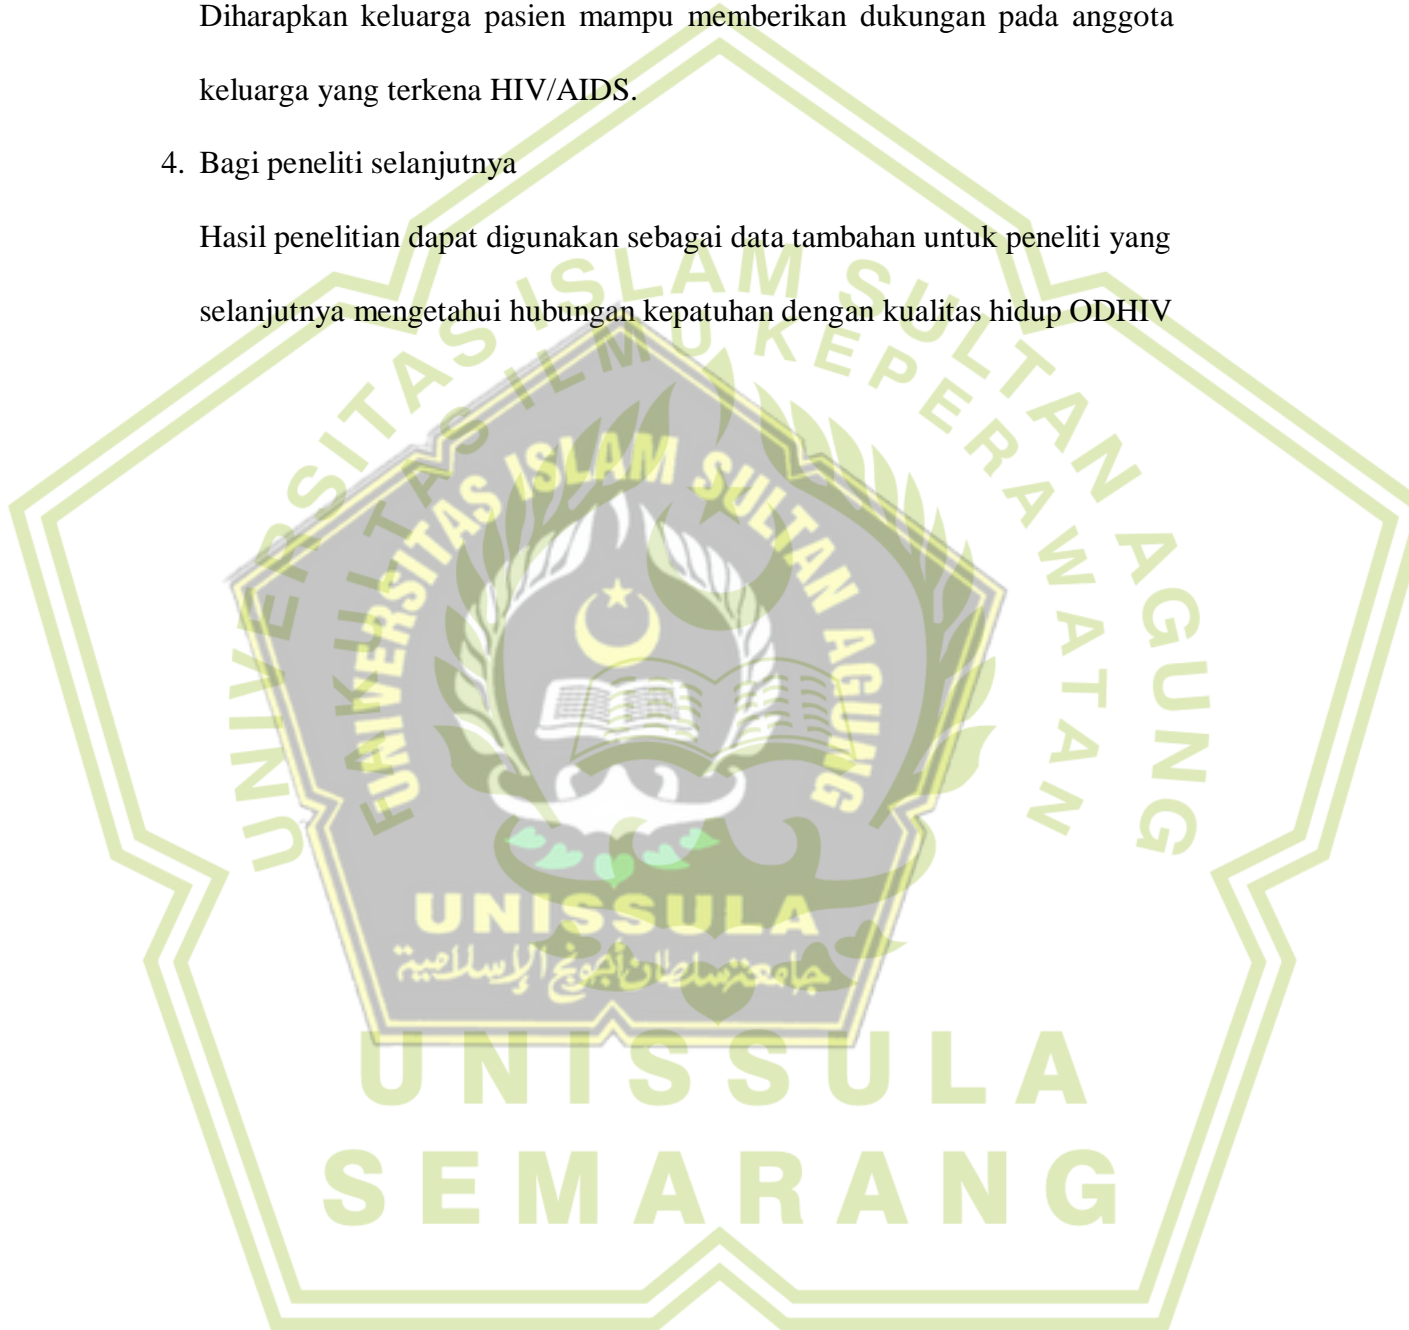 Diharapkan keluarga pasien mampu memberikan dukungan pada anggota
keluarga yang terkena HIV/AIDS.
4. Bagi peneliti selanjutnya
Hasil penelitian dapat digunakan sebagai data tambahan untuk peneliti yang
selanjutnya mengetahui hubungan kepatuhan dengan kualitas hidup ODHIV
UNIVERSITAS ISLAM SULTAN AGUNG
FAKULTAS ILMU KEPERAWATAN
UNIVERSITAS ISLAM SULTAN AGUNG
UNISSULA
جامعة سلطان أجونج الإسلامية
UNISSULA
SEMARANG